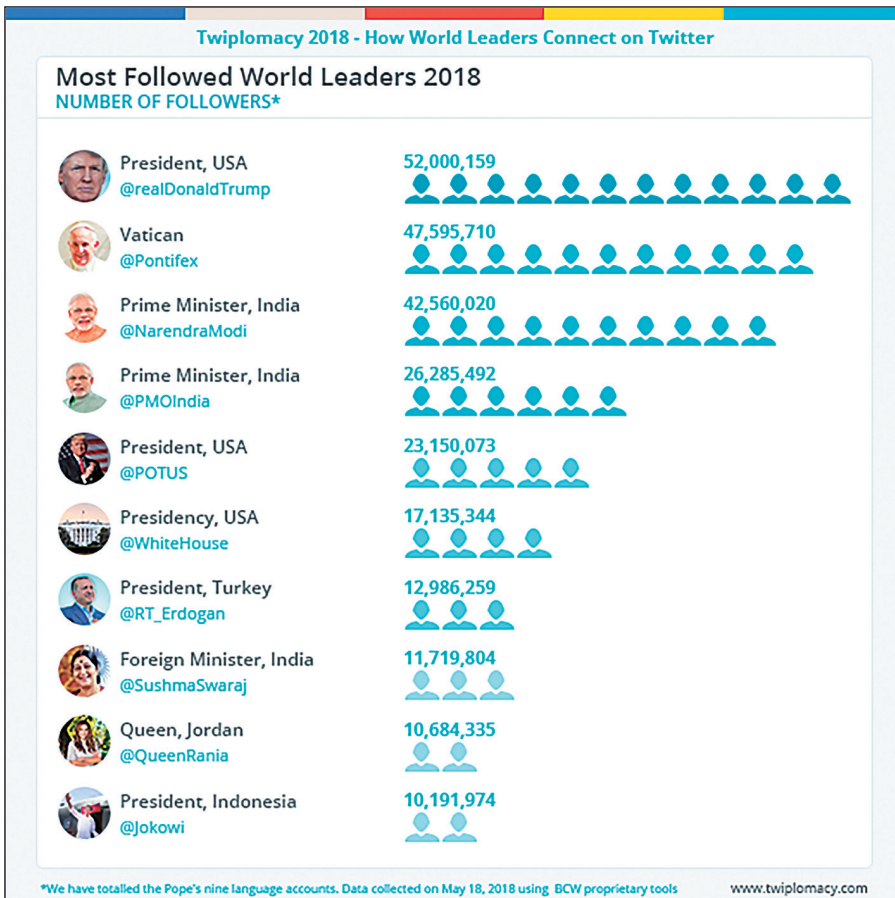 Twiplomacy 2018 - How World Leaders Connect on Twitter
Most Followed World Leaders 2018
NUMBER OF FOLLOWERS*
President, USA
@realDonaldTrump
52,000,159
Vatican
@Pontifex
47,595,710
Prime Minister, India
@NarendraModi
42,560,020
Prime Minister, India
@PMOIndia
26,285,492
President, USA
@POTUS
23,150,073
Presidency, USA
@WhiteHouse
17,135,344
President, Turkey
@RT_Erdogan
12,986,259
Foreign Minister, India
@SushmaSwaraj
11,719,804
Queen, Jordan
@QueenRania
10,684,335
President, Indonesia
@Jokowi
10,191,974
*We have totalled the Pope's nine language accounts. Data collected on May 18, 2018 using BCW proprietary tools
www.twiplomacy.com